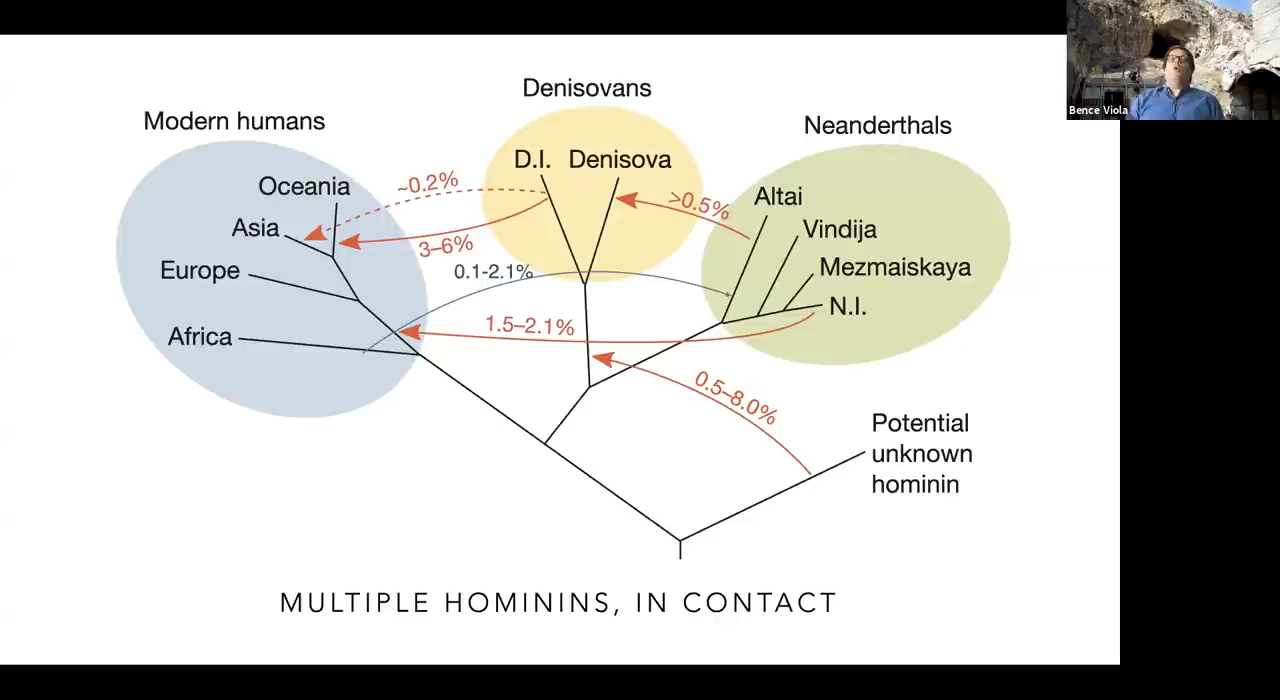 Bence Viola
Denisovans
Modern humans
Neanderthals
D.I. Denisova
Oceania
~0.2%
>0.5%
Altai
Asia
Vindija
3–6%
Europe
0.1-2.1%
Mezmaiskaya
N.I.
Africa
1.5–2.1%
0.5–8.0%
Potential
unknown
hominin
MULTIPLE HOMININS, IN CONTACT